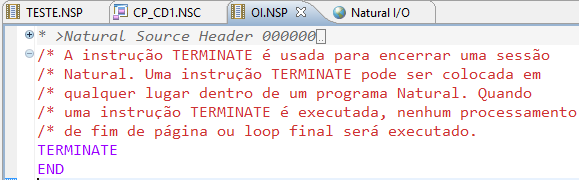 TESTE.NSP CP_CD1.NSC OI.NSP Natural I/O
* >Natural Source Header 000000..
/* A instrução TERMINATE é usada para encerrar uma sessão
/* Natural. Uma instrução TERMINATE pode ser colocada em
/* qualquer lugar dentro de um programa Natural. Quando
/* uma instrução TERMINATE é executada, nenhum processamento
/* de fim de página ou loop final será executado.
TERMINATE
END